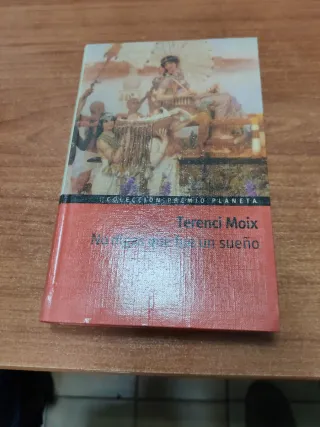 COLECCIÓN PREMIO PLANETA
Terenci Moix
No digas que fue un sueño